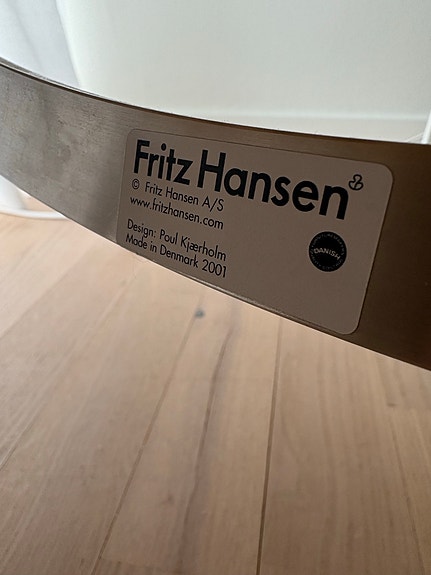 Fritz Hansen
© Fritz Hansen A/S
www.fritzhansen.com
Design: Poul Kjærholm
Made in Denmark 2001
DANISH